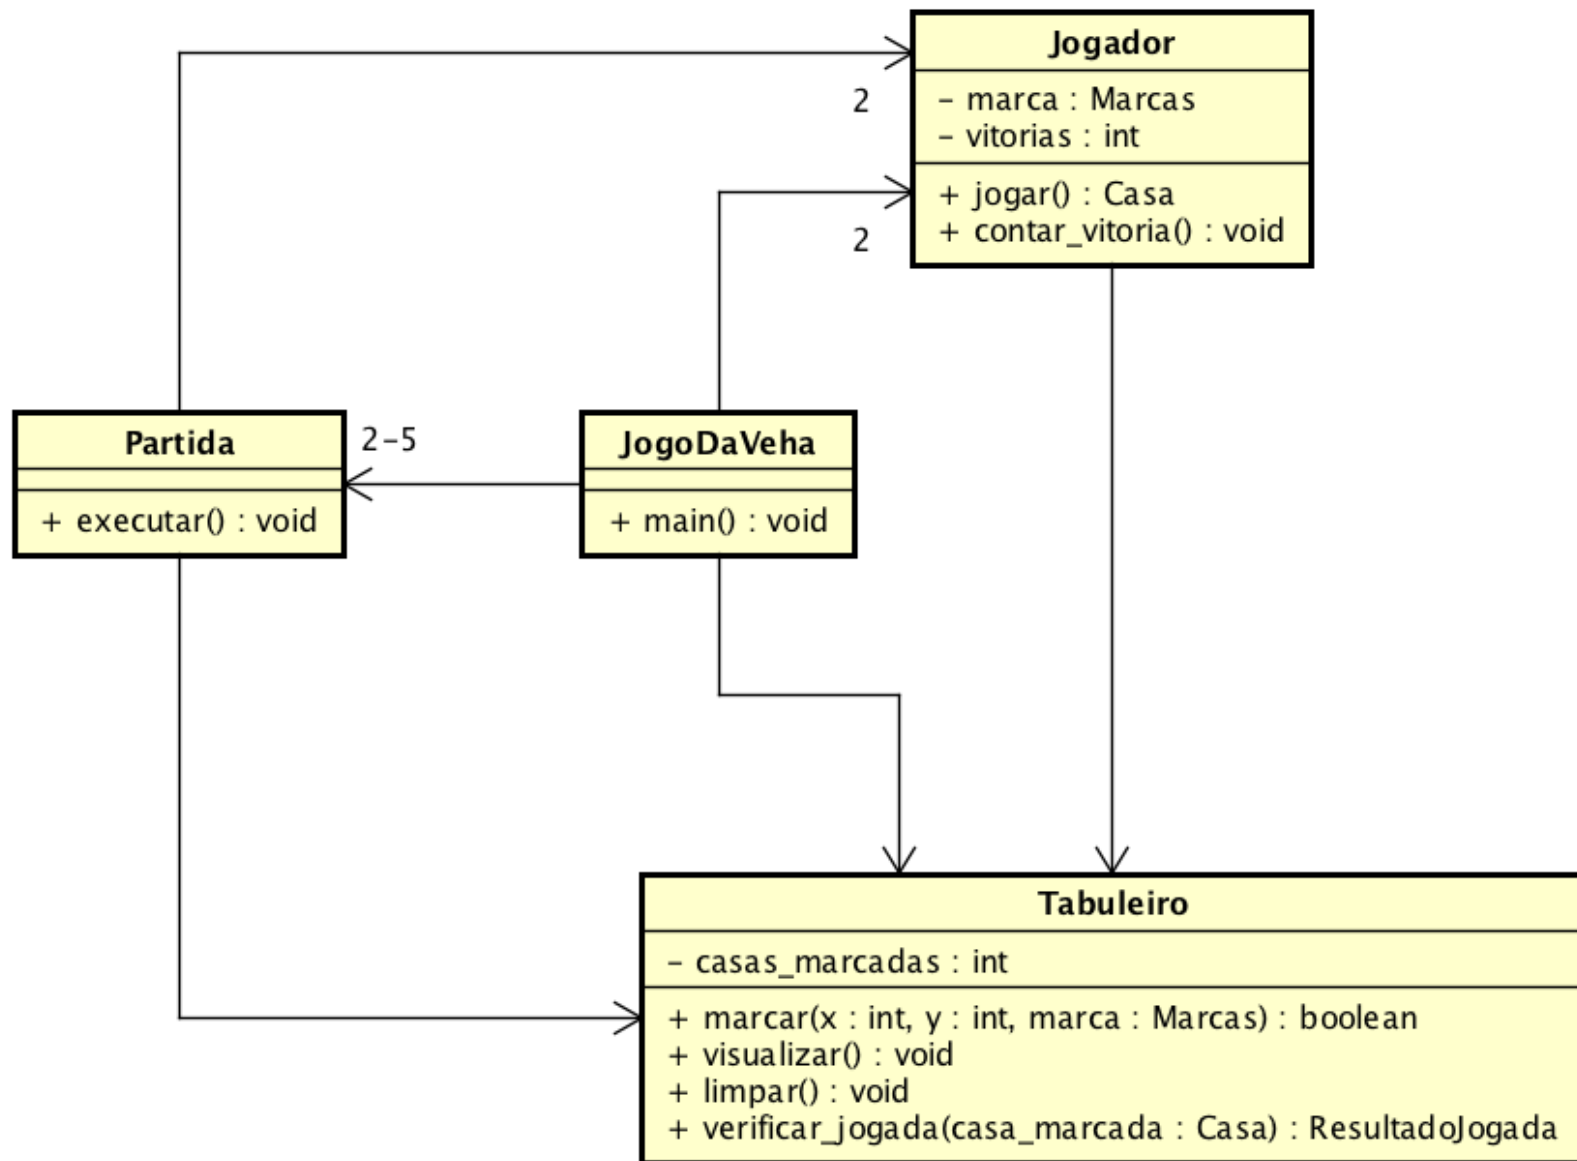 Jogador
– marca : Marcas
– vitorias : int
+ jogar() : Casa
+ contar_vitoria() : void
2
2
Partida
+ executar() : void
2–5
JogoDaVeha
+ main() : void
Tabuleiro
– casas_marcadas : int
+ marcar(x : int, y : int, marca : Marcas) : boolean
+ visualizar() : void
+ limpar() : void
+ verificar_jogada(casa_marcada : Casa) : ResultadoJogada